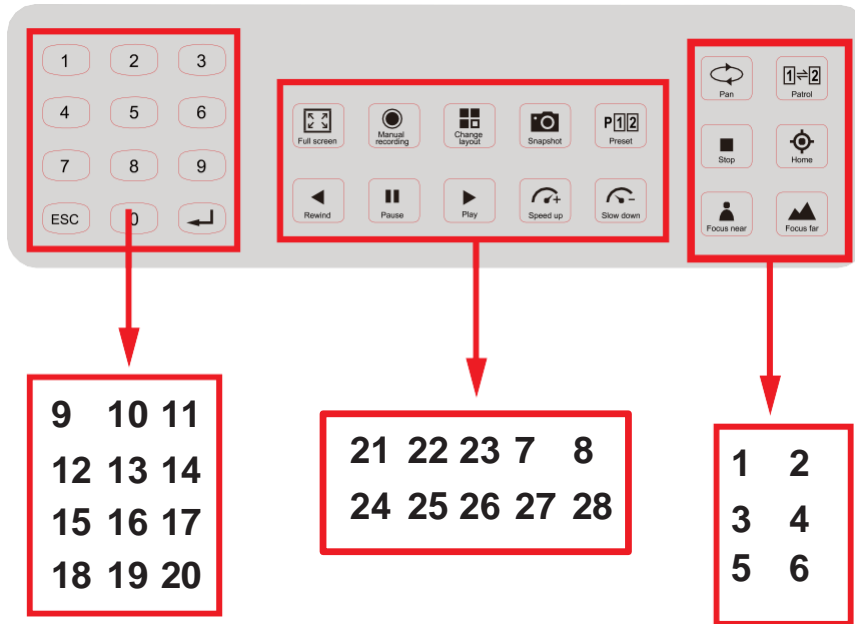 1 2 3
4 5 6
7 8 9
ESC 0
Full screen
Manual recording
Change layout
Snapshot
P 1 2
Preset
Rewind
Pause
Play
Speed up
Slow down
Pan
1 2
Patrol
Stop
Home
Focus near
Focus far
9 10 11
12 13 14
15 16 17
18 19 20
21 22 23 7 8
24 25 26 27 28
1 2
3 4
5 6